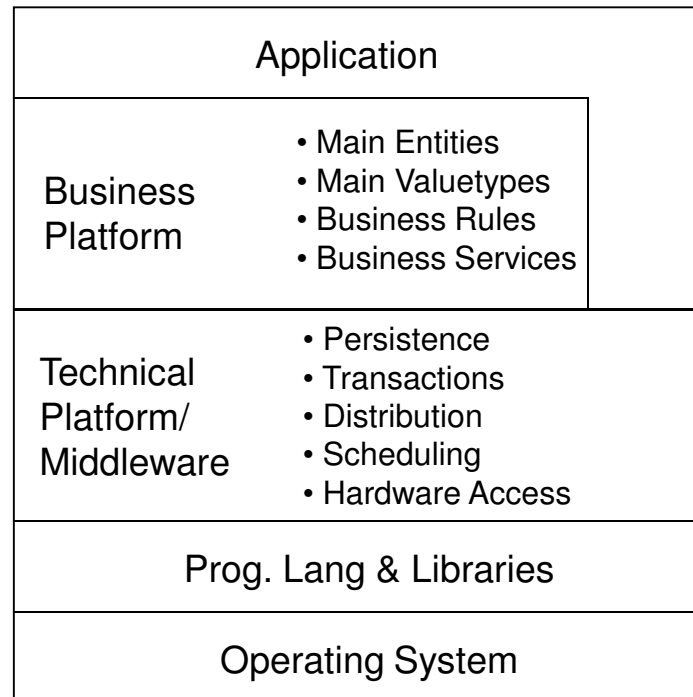 Application
Business
Platform
• Main Entities
• Main Valuetypes
• Business Rules
• Business Services
Technical
Platform/
Middleware
• Persistence
• Transactions
• Distribution
• Scheduling
• Hardware Access
Prog. Lang & Libraries
Operating System